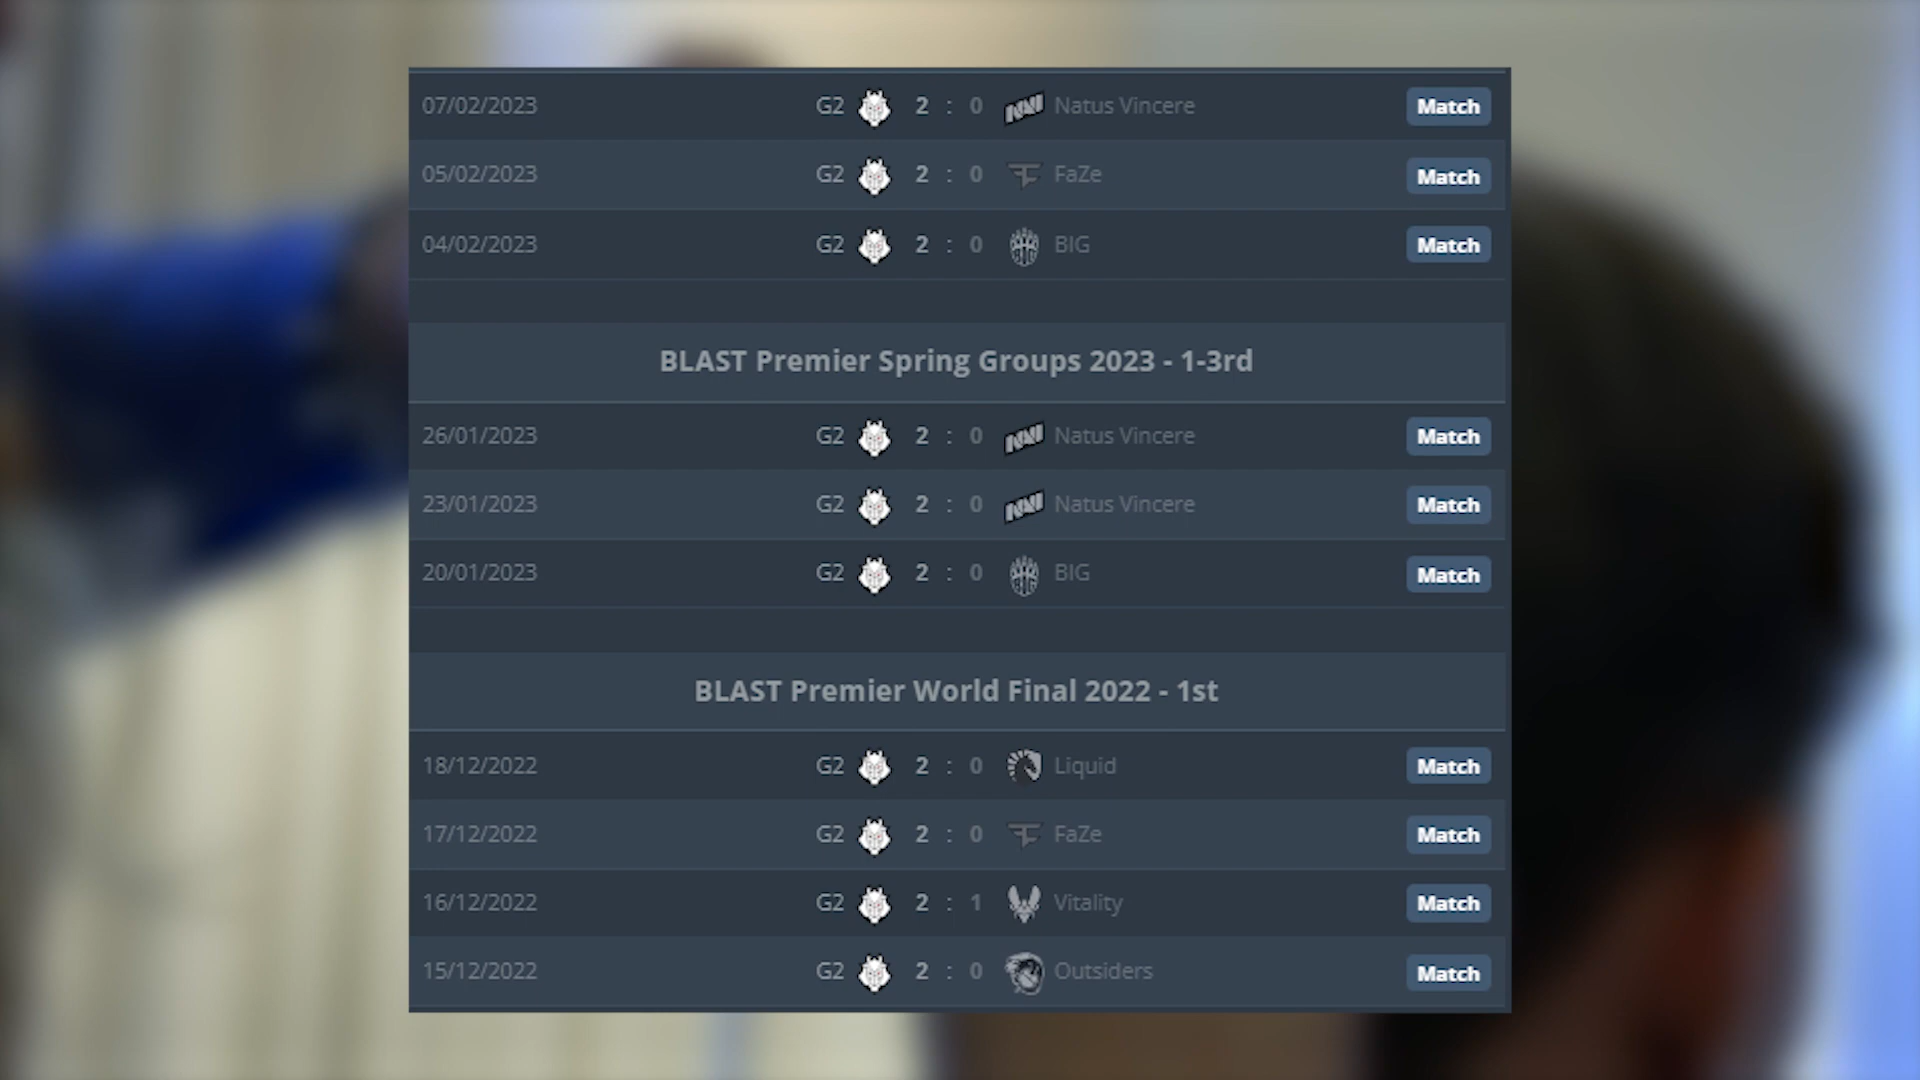 07/02/2023 G2 2 : 0 Natus Vincere Match
05/02/2023 G2 2 : 0 FaZe Match
04/02/2023 G2 2 : 0 BIG Match
BLAST Premier Spring Groups 2023 - 1-3rd
26/01/2023 G2 2 : 0 Natus Vincere Match
23/01/2023 G2 2 : 0 Natus Vincere Match
20/01/2023 G2 2 : 0 BIG Match
BLAST Premier World Final 2022 - 1st
18/12/2022 G2 2 : 0 Liquid Match
17/12/2022 G2 2 : 0 FaZe Match
16/12/2022 G2 2 : 1 Vitality Match
15/12/2022 G2 2 : 0 Outsiders Match